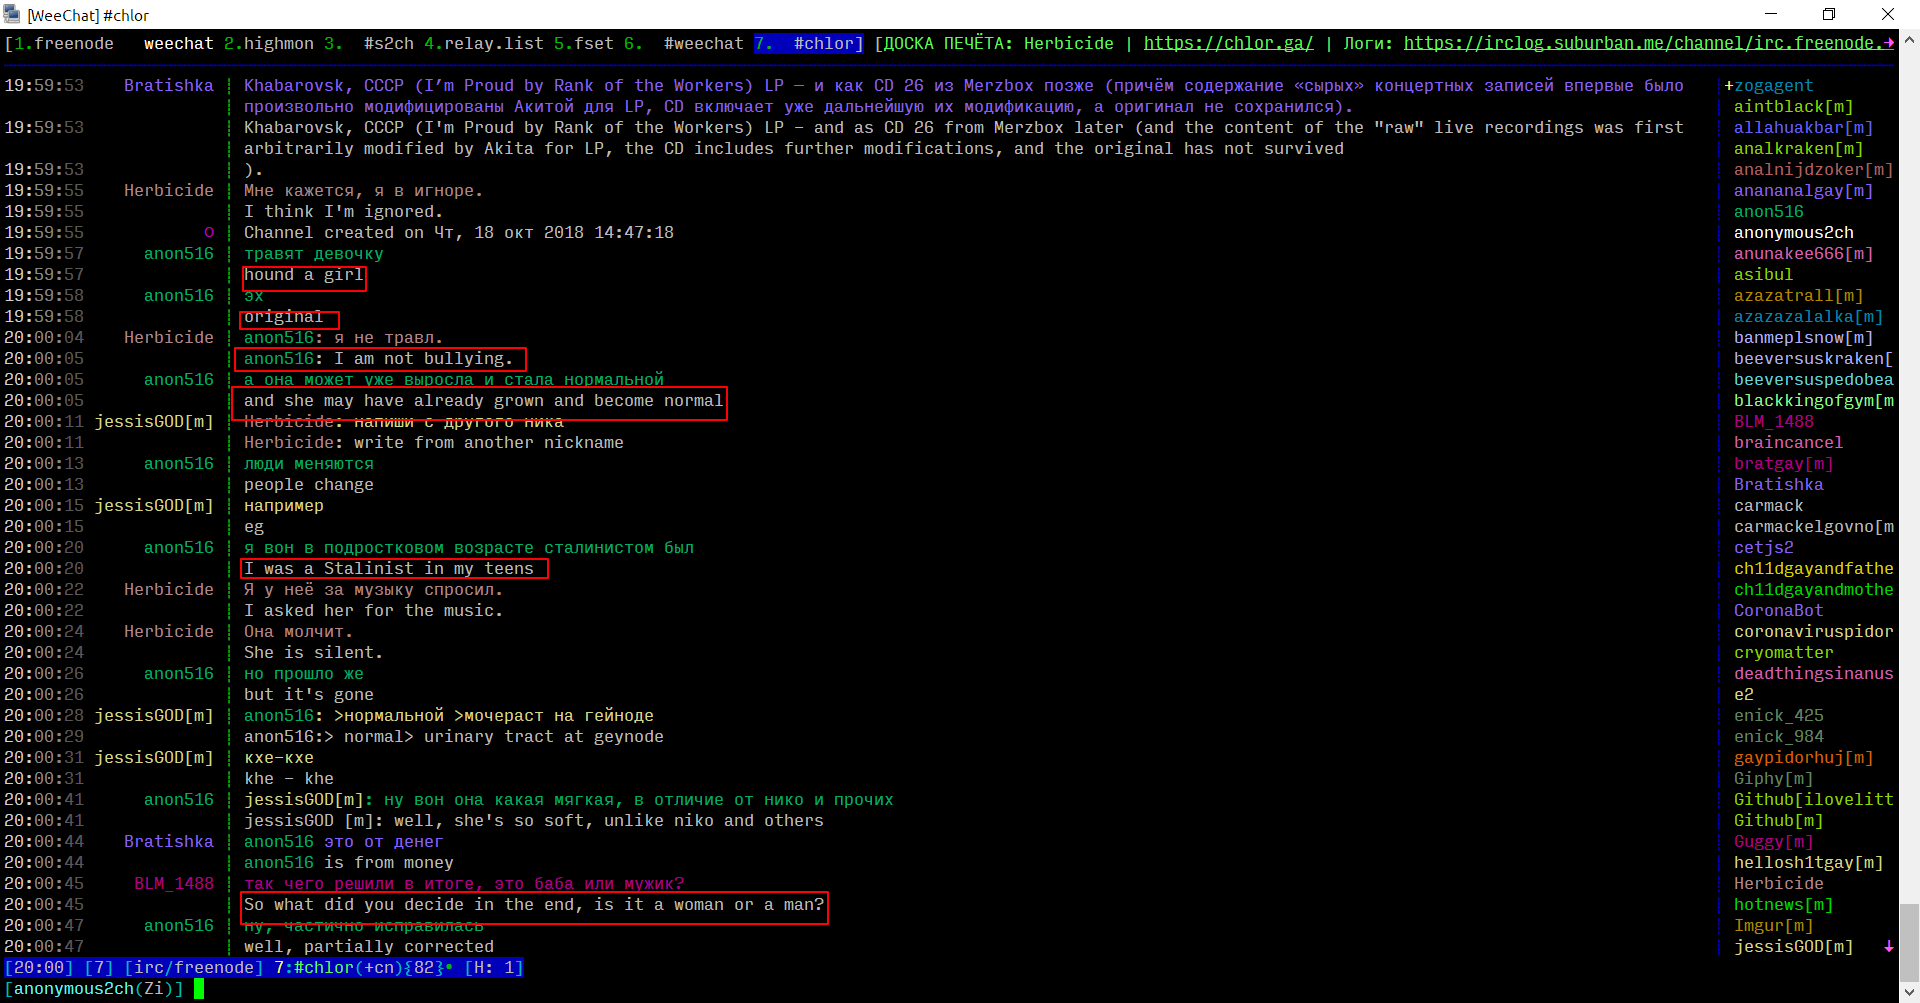 [WeeChat] #chlor
[1.freenode weechat 2.highmon 3. #s2ch 4.relay.list 5.fset 6. #weechat 7. #chlor] [ДОСКА ПЕЧЁТА: Herbicide | https://chlor.ga/ | Логи: https://irclog.suburban.me/channel/irc.freenode.→
19:59:53 Bratishka | Khabarovsk, СССР (I’m Proud by Rank of the Workers) LP — и как CD 26 из Merzbox позже (причём содержание «сырых» концертных записей впервые было
произвольно модифицированы Акитой для LP, CD включает уже дальнейшую их модификацию, а оригинал не сохранился).
19:59:53 | Khabarovsk, СССР (I'm Proud by Rank of the Workers) LP - and as CD 26 from Merzbox later (and the content of the "raw" live recordings was first
arbitrarily modified by Akita for LP, the CD includes further modifications, and the original has not survived
19:59:53 | ).
19:59:55 Herbicide | Мне кажется, я в игноре.
19:59:55 | I think I'm ignored.
19:59:55 O | Channel created on Чт, 18 окт 2018 14:47:18
19:59:57 anon516 | травят девочку
19:59:57 | hound a girl
19:59:58 anon516 | эх
19:59:58 | original
20:00:04 Herbicide | anon516: я не травл.
20:00:05 | anon516: I am not bullying.
20:00:05 anon516 | а она может уже выросла и стала нормальной
20:00:05 | and she may have already grown and become normal
20:00:11 jessisGOD[m] | Herbicide: напиши с другого ника
20:00:11 | Herbicide: write from another nickname
20:00:13 anon516 | люди меняются
20:00:13 | people change
20:00:15 jessisGOD[m] | например
20:00:15 | eg
20:00:20 anon516 | я вон в подростковом возрасте сталинистом был
20:00:20 | I was a Stalinist in my teens
20:00:22 Herbicide | Я у неё за музыку спросил.
20:00:22 | I asked her for the music.
20:00:24 Herbicide | Она молчит.
20:00:24 | She is silent.
20:00:26 anon516 | но прошло же
20:00:26 | but it's gone
20:00:28 jessisGOD[m] | anon516: >нормальной >мочераст на гейноде
20:00:29 | anon516:> normal> urinary tract at geynode
20:00:31 jessisGOD[m] | кхе-кхе
20:00:31 | khe - khe
20:00:41 anon516 | jessisGOD[m]: ну вон она какая мягкая, в отличие от нико и прочих
20:00:41 | jessisGOD [m]: well, she's so soft, unlike niko and others
20:00:44 Bratishka | anon516 это от денег
20:00:44 | anon516 is from money
20:00:45 BLM_1488 | так чего решили в итоге, это баба или мужик?
20:00:45 | So what did you decide in the end, is it a woman or a man?
20:00:47 anon516 | ну, частично исправилась
20:00:47 | well, partially corrected
[20:00] [7] [irc/freenode] 7:#chlor(+cn){82}• [H: 1]
[anonymous2ch(Zi)]
+zogagent
aintblack[m]
allahuakbar[m]
analkraken[m]
analnijdzoker[m]
anananalgay[m]
anon516
anonymous2ch
anunakee666[m]
asibul
azazatrall[m]
azazazalalka[m]
banmeplsnow[m]
beeversuskraken[
beeversuspedobea
blackkingofgym[m
BLM_1488
braincancel
bratgay[m]
Bratishka
carmack
carmackelgovno[m
cetjs2
ch11dgayandfathe
ch11dgayandmothe
CoronaBot
coronaviruspidor
cryomatter
deadthingsinanus
e2
enick_425
enick_984
gaypidorhuj[m]
Giphy[m]
Github[ilovelitt
Github[m]
Guggy[m]
hellosh1tgay[m]
Herbicide
hotnews[m]
Imgur[m]
jessisGOD[m] ↓